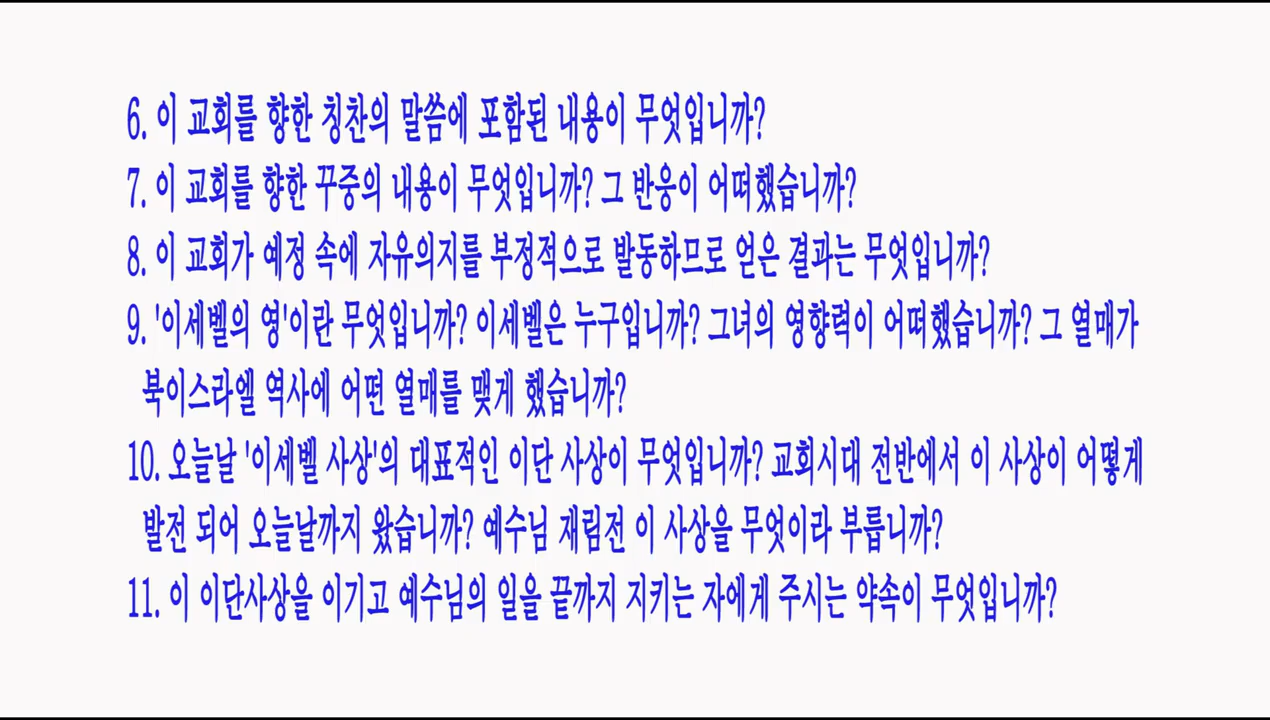 6. 이 교회를 향한 칭찬의 말씀에 포함된 내용이 무엇입니까?
7. 이 교회를 향한 꾸중의 내용이 무엇입니까? 그 반응이 어떠했습니까?
8. 이 교회가 예정 속에 자유의지를 부정적으로 발동하므로 얻은 결과는 무엇입니까?
9. '이세벨의 영'이란 무엇입니까? 이세벨은 누구입니까? 그녀의 영향력이 어떠했습니까? 그 열매가
북이스라엘 역사에 어떤 열매를 맺게 했습니까?
10. 오늘날 '이세벨 사상'의 대표적인 이단 사상이 무엇입니까? 교회시대 전반에서 이 사상이 어떻게
발전 되어 오늘날까지 왔습니까? 예수님 재림전 이 사상을 무엇이라 부릅니까?
11. 이 이단사상을 이기고 예수님의 일을 끝까지 지키는 자에게 주시는 약속이 무엇입니까?